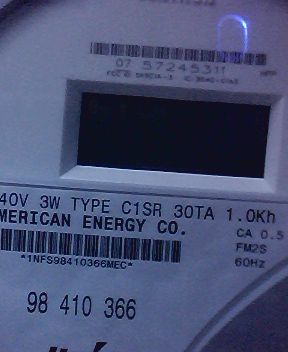 07 57245311
40V 3W TYPE C1SR 30TA 1.0Kh
MERICAN ENERGY CO.
CA 0.5
FM2S
*1NFS98410366MEC*
60Hz
98 410 366